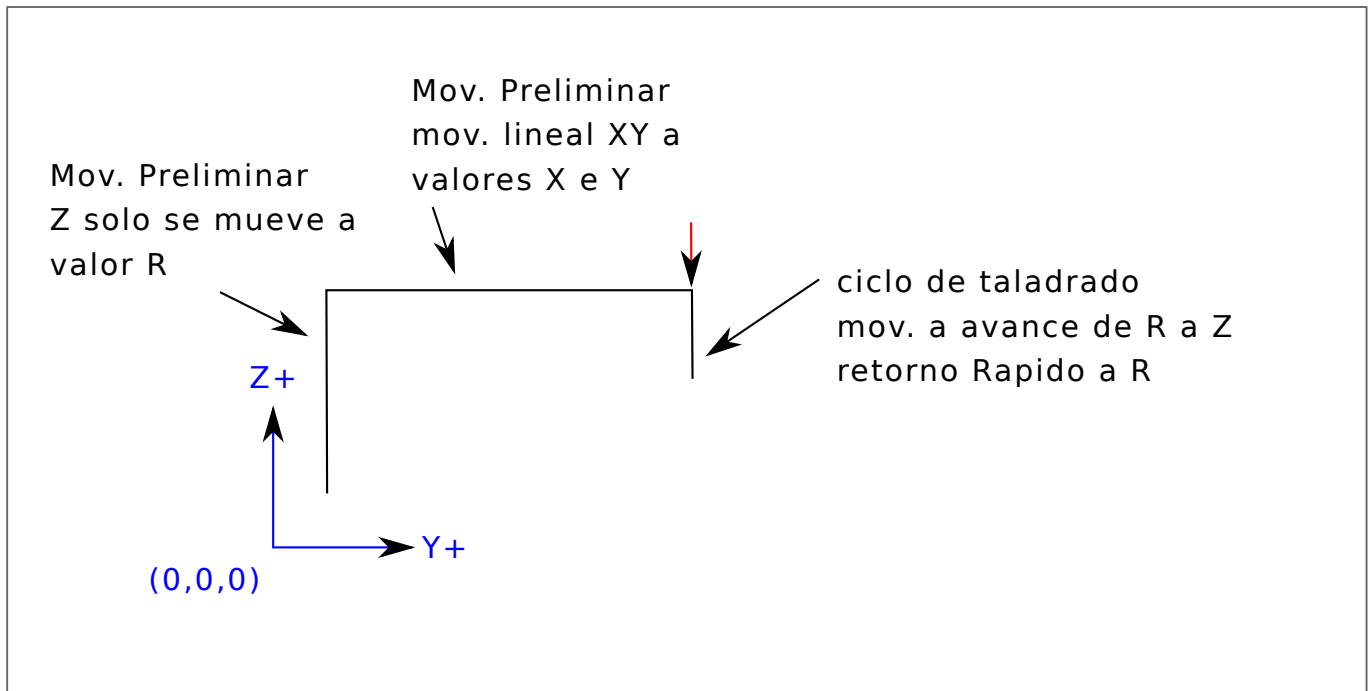 Mov. Preliminar
mov. lineal XY a
valores X e Y
Mov. Preliminar
Z solo se mueve a
valor R
ciclo de taladrado
mov. a avance de R a Z
retorno Rapido a R
Z+
Y+
(0,0,0)